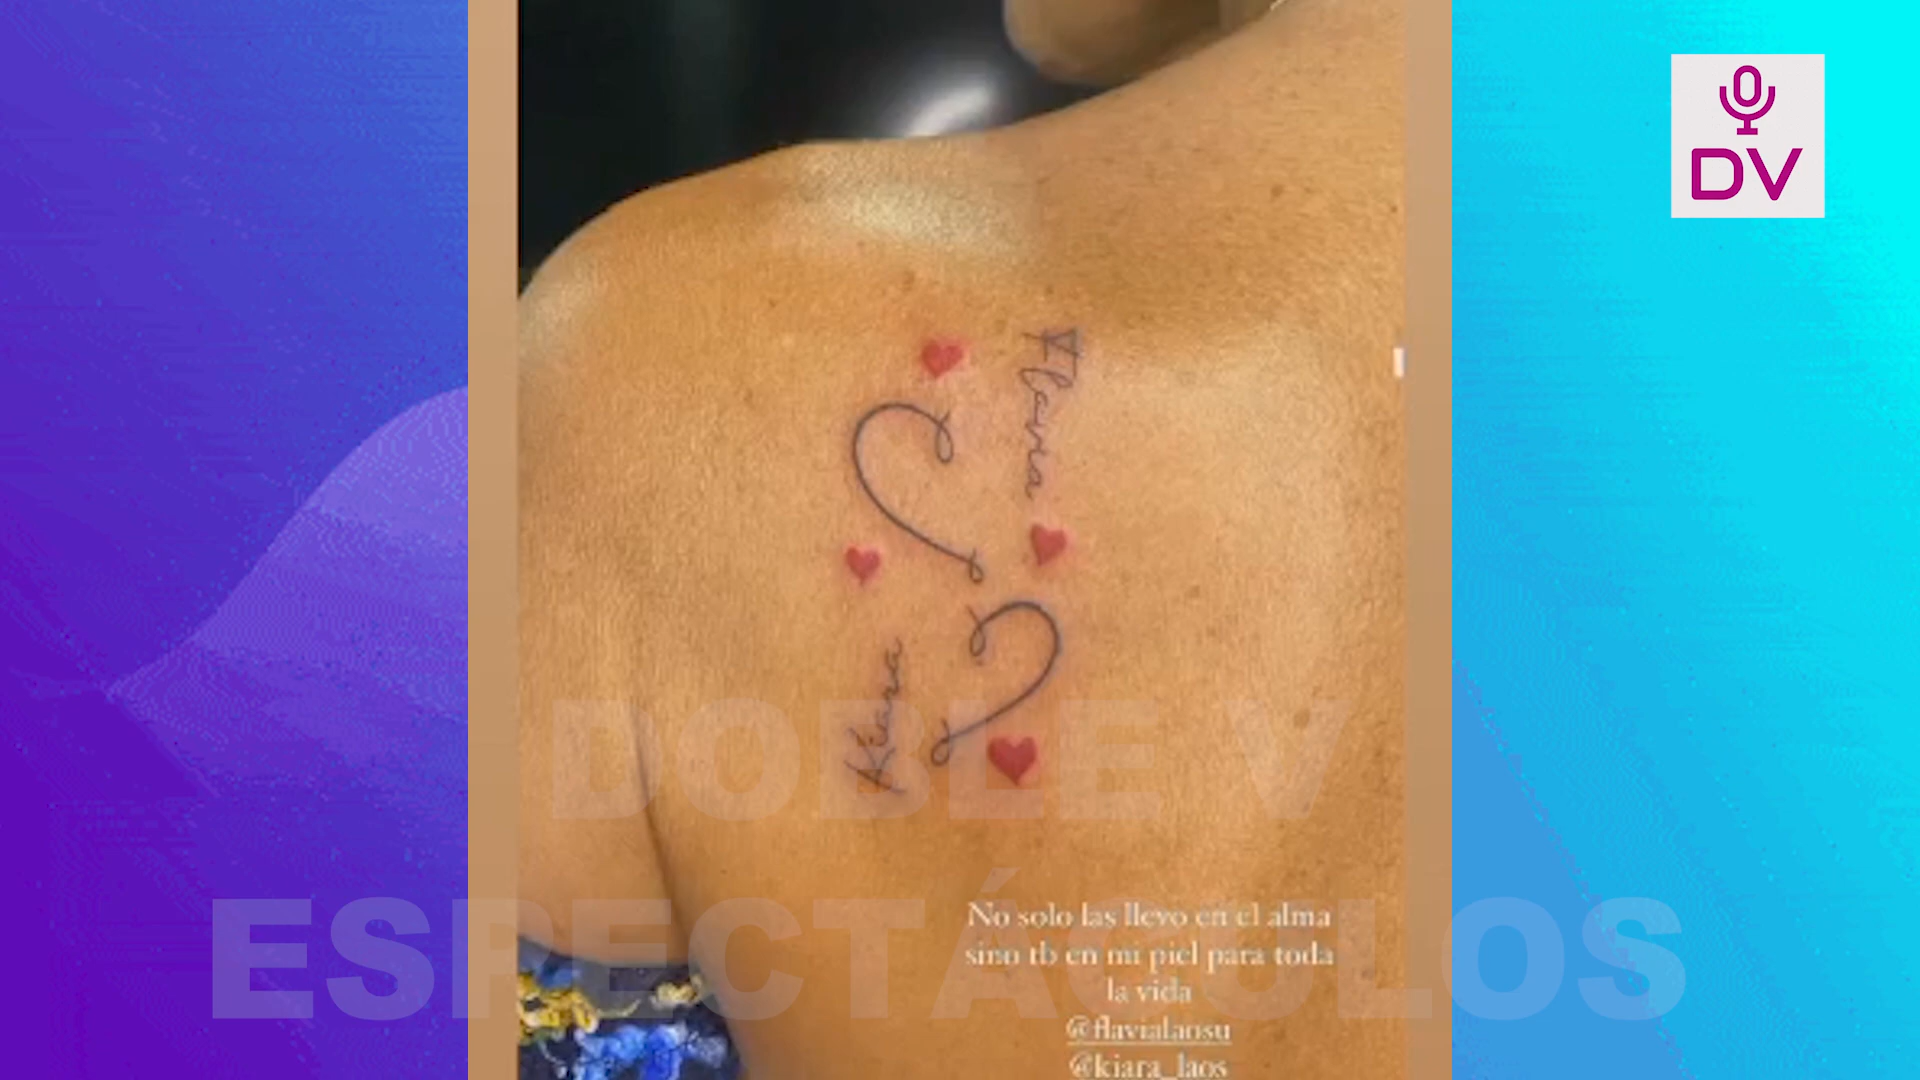 DV
Flavia
Kiara
DOBLE V
ESPECTÁCULOS
No solo las llevo en el alma
sino tb en mi piel para toda
la vida
@flavialaosu
@kiara_laos